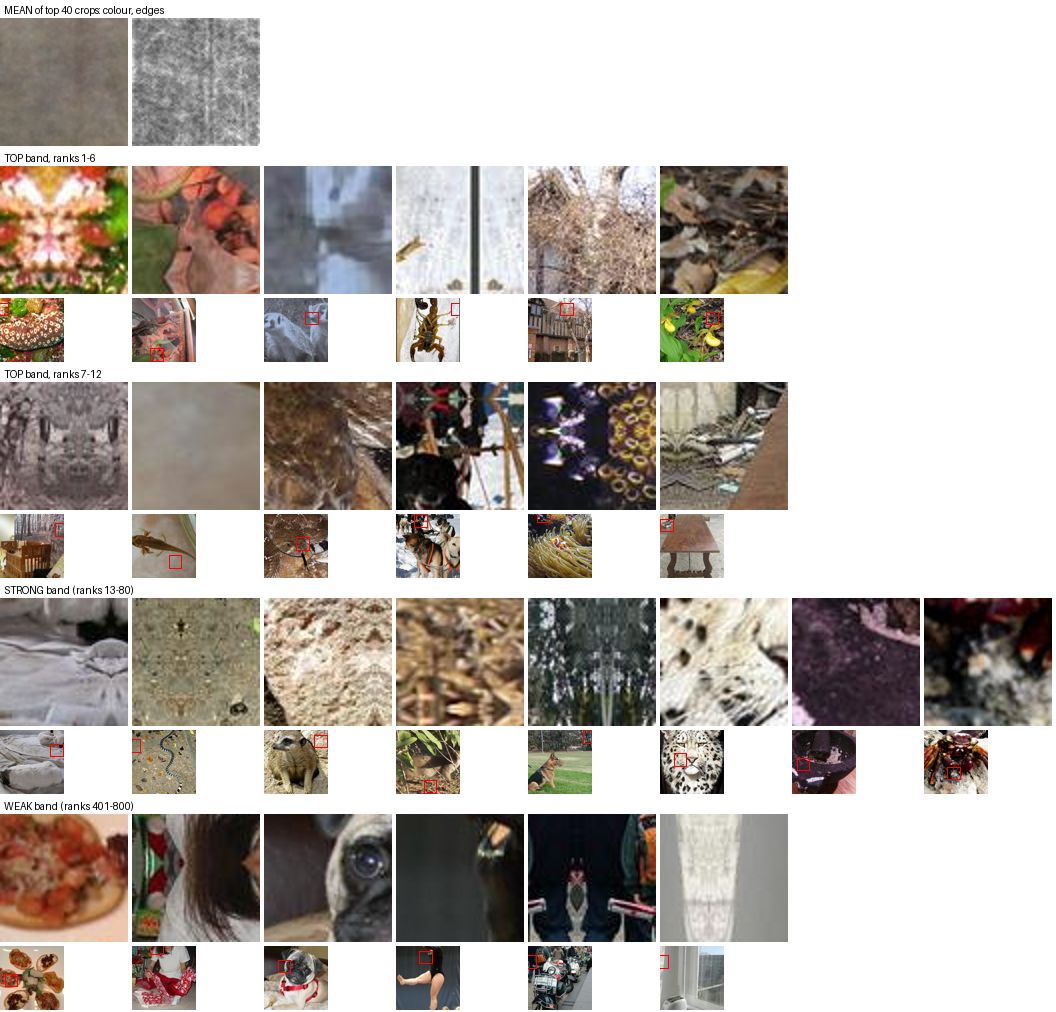 MEAN of top 40 crops: colour, edges
TOP band, ranks 1-6
TOP band, ranks 7-12
STRONG band (ranks 13-80)
WEAK band (ranks 401-800)